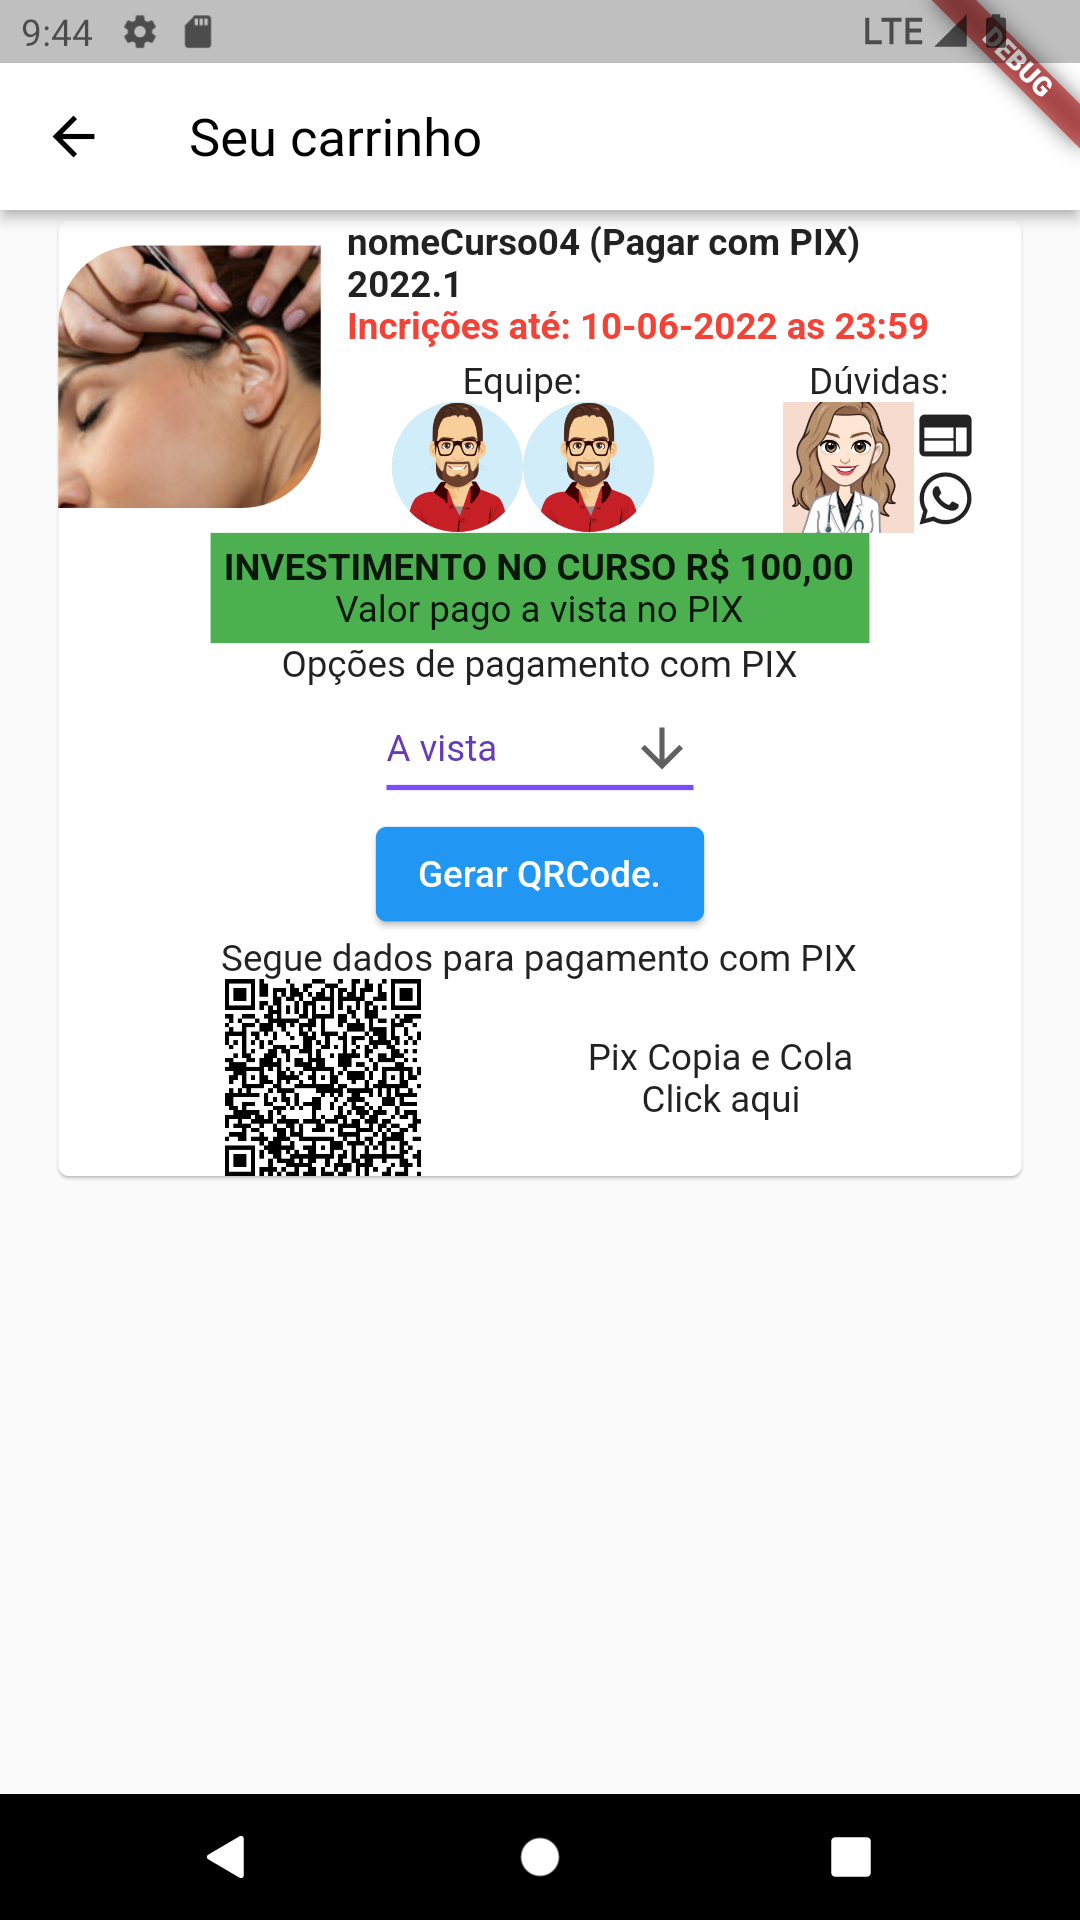 9:44
LTE
DEBUG
Seu carrinho
nomeCurso04 (Pagar com PIX)
2022.1
Incrições até: 10-06-2022 as 23:59
Equipe:
Dúvidas:
INVESTIMENTO NO CURSO R$ 100,00
Valor pago a vista no PIX
Opções de pagamento com PIX
A vista
Gerar QRCode.
Segue dados para pagamento com PIX
Pix Copia e Cola
Click aqui